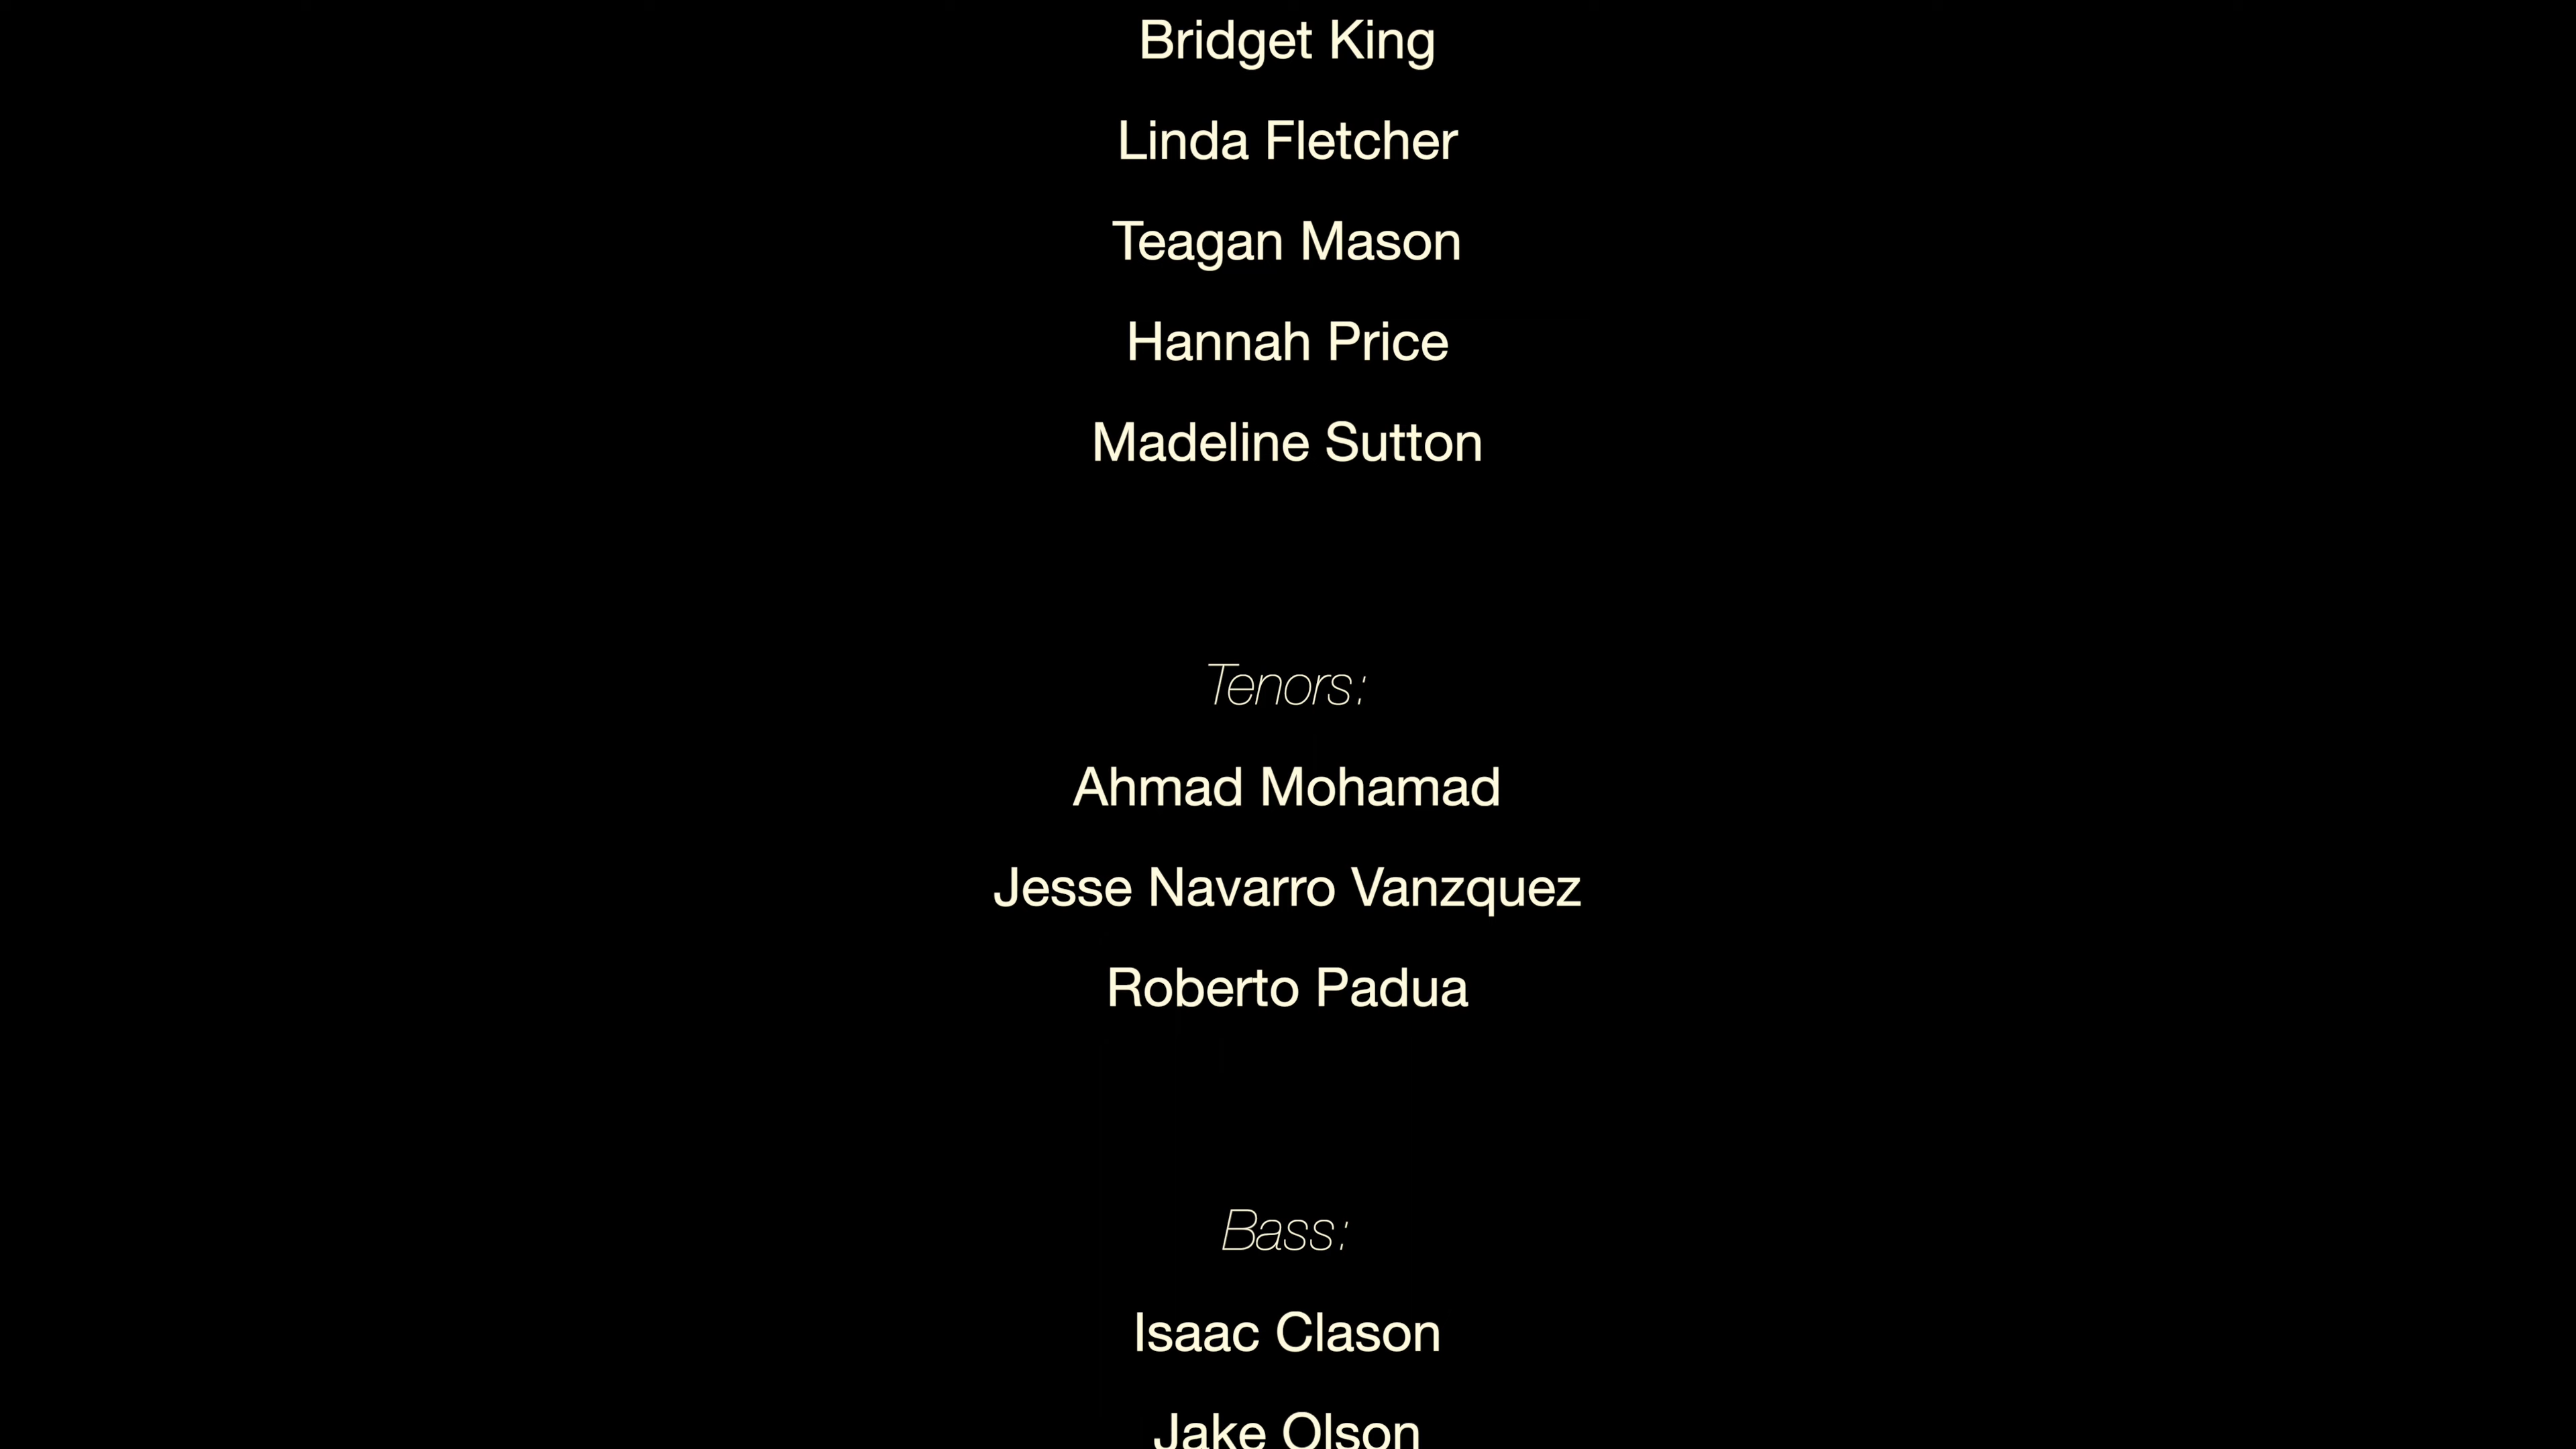 Bridget King
Linda Fletcher
Teagan Mason
Hannah Price
Madeline Sutton
Tenors:
Ahmad Mohamad
Jesse Navarro Vanzquez
Roberto Padua
Bass:
Isaac Clason
Jake Olson